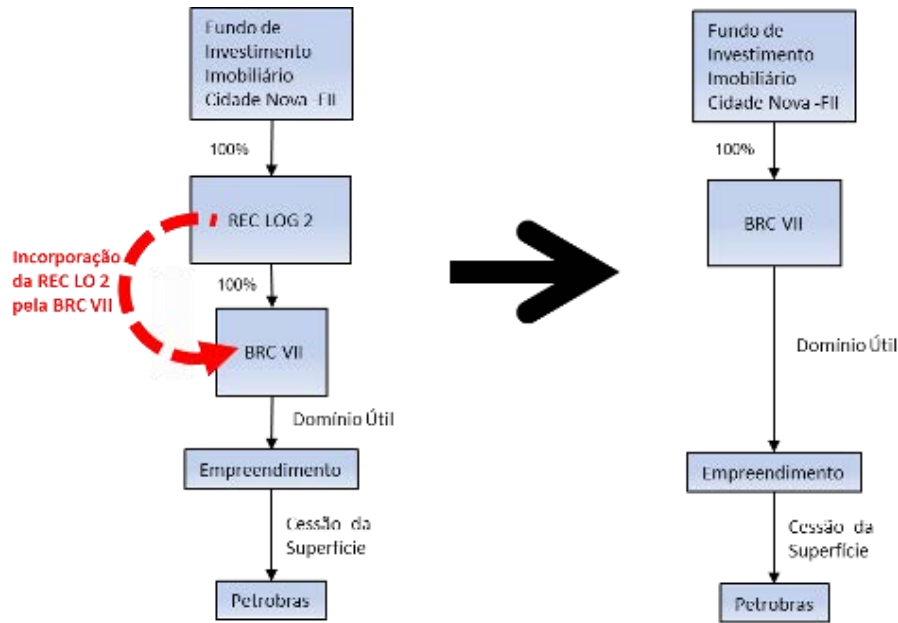 Fundo de
Investimento
Imobiliário
Cidade Nova -FII
100%
REC LOG 2
Incorporação
da REC LO 2
pela BRC VII
100%
BRC VII
Domínio Útil
Empreendimento
Cessão da
Superfície
Petrobras
Fundo de
Investimento
Imobiliário
Cidade Nova -FII
100%
BRC VII
Domínio Útil
Empreendimento
Cessão da
Superfície
Petrobras